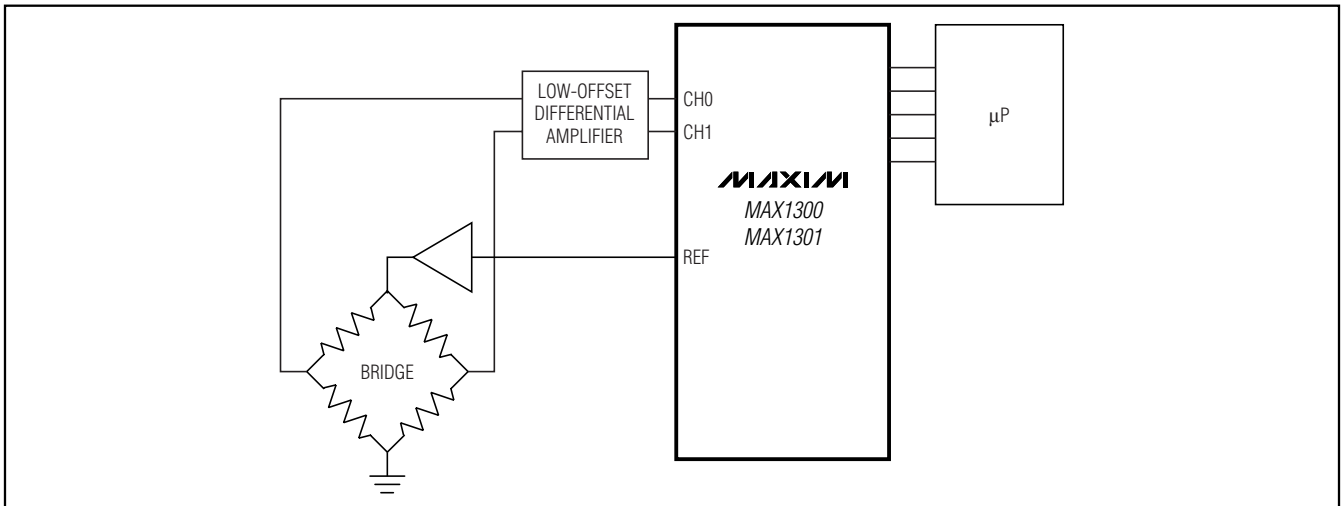 LOW-OFFSET
DIFFERENTIAL
AMPLIFIER
CH0
CH1
REF
MAXIM
MAX1300
MAX1301
μP
BRIDGE